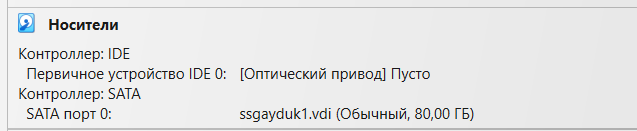 Носители
Контроллер: IDE
Первичное устройство IDE 0: [Оптический привод] Пусто
Контроллер: SATA
SATA порт 0: ssgayduk1.vdi (Обычный, 80,00 ГБ)